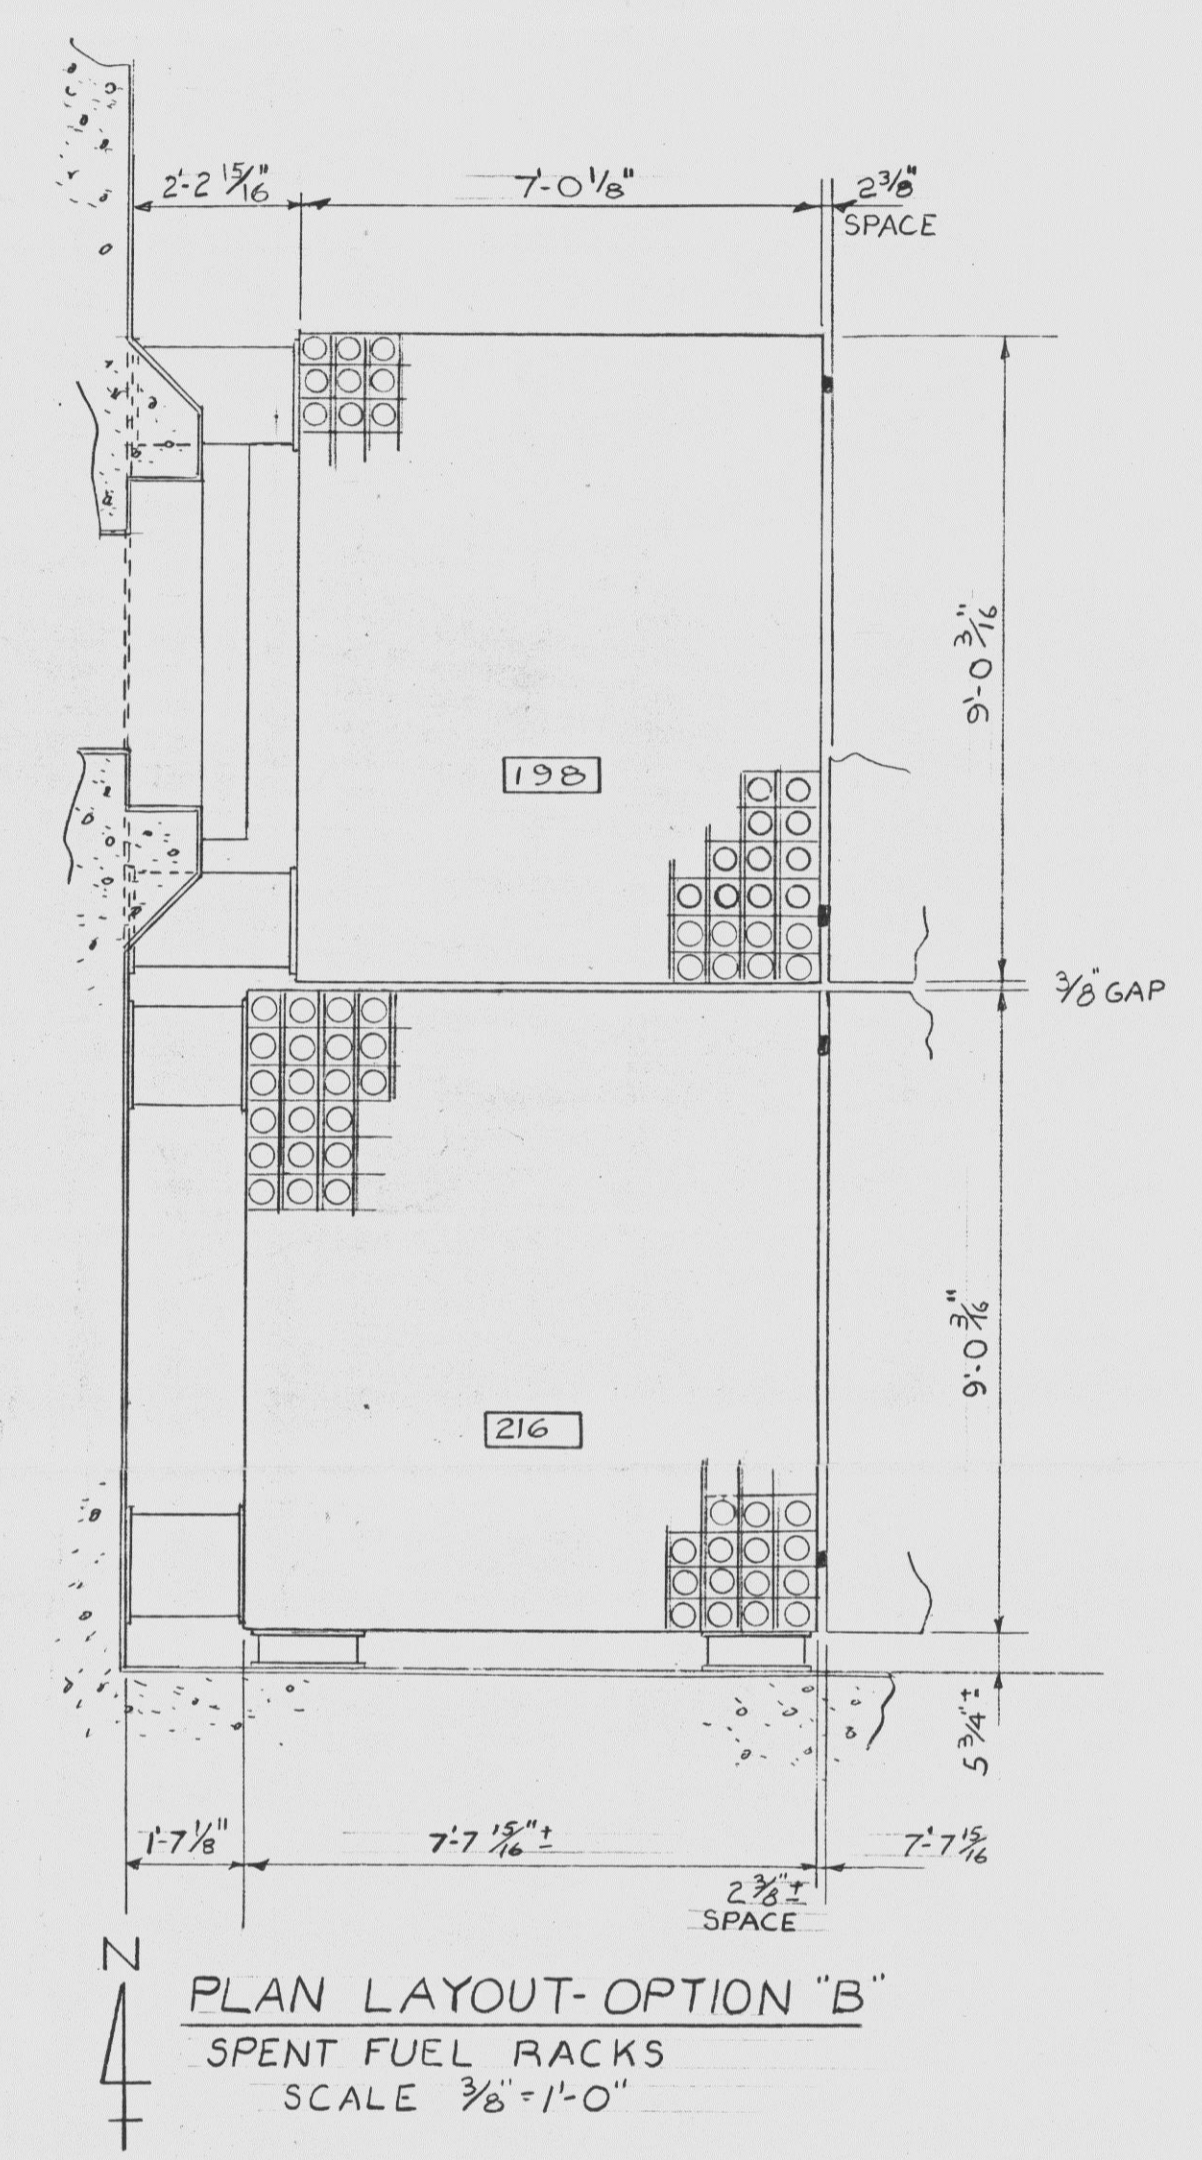 2'-2 15/16"
7'-0 1/8"
2 3/8"
SPACE
9'-0 3/16"
198
3/8" GAP
9'-0 3/16"
216
5 3/4" ±
1'-7 1/8"
7'-7 15/16" ±
7'-7 15/16
2 3/8" ±
SPACE
N
PLAN LAYOUT-OPTION "B"
SPENT FUEL RACKS
SCALE 3/8" = 1'-0"